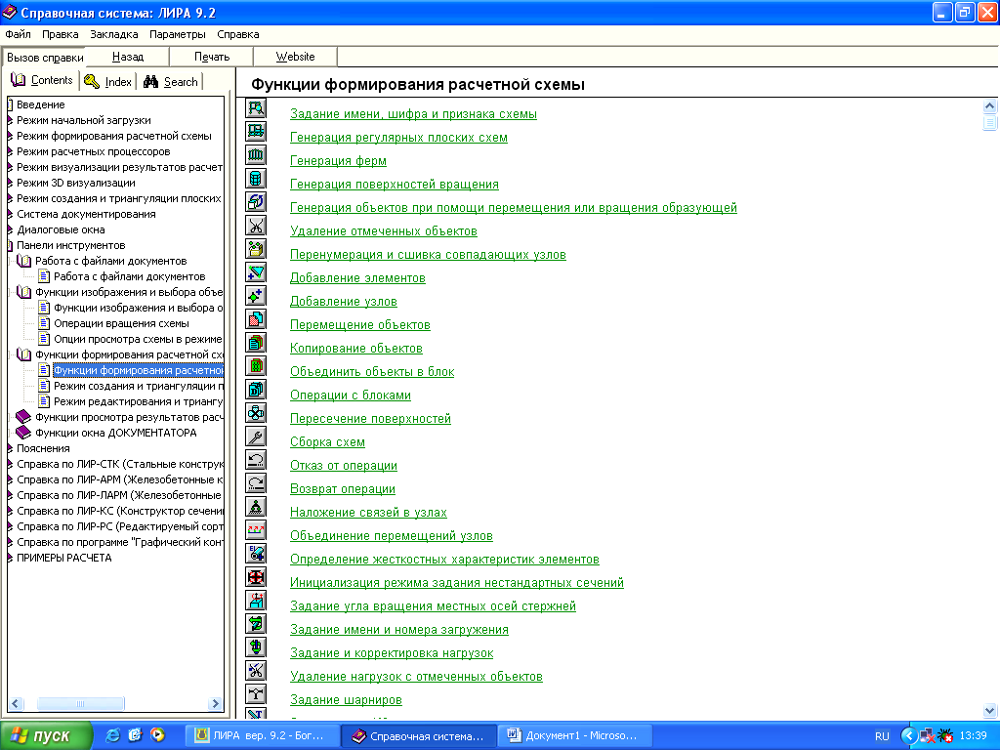 Справочная система: ЛИРА 9.2
Файл Правка Закладка Параметры Справка
Вызов справки Назад Печать Website
Contents Index Search
Функции формирования расчетной схемы
Введение
Режим начальной загрузки
Режим формирования расчетной схемы
Режим расчетных процессоров
Режим визуализации результатов расчет
Режим 3D визуализации
Режим создания и триангуляции плоских
Система документирования
Диалоговые окна
Панели инструментов
Работа с файлами документов
Работа с файлами документов
Функции изображения и выбора объе
Функции изображения и выбора о
Операции вращения схемы
Опции просмотра схемы в режиме
Функции формирования расчетной сх
Функции формирования расчетной
Режим создания и триангуляции п
Режим редактирования и триангу
Функции просмотра результатов расч
Функции окна ДОКУМЕНТАТОРА
Пояснения
Справка по ЛИР-СТК (Стальные конструк
Справка по ЛИР-АРМ (Железобетонные к
Справка по ЛИР-ЛАРМ (Железобетонные
Справка по ЛИР-КС (Конструктор сечени
Справка по ЛИР-РС (Редактируемый сорт
Справка по программе "Графический конт
ПРИМЕРЫ РАСЧЕТА
Задание имени, шифра и признака схемы
Генерация регулярных плоских схем
Генерация ферм
Генерация поверхностей вращения
Генерация объектов при помощи перемещения или вращения образующей
Удаление отмеченных объектов
Перенумерация и сшивка совпадающих узлов
Добавление элементов
Добавление узлов
Перемещение объектов
Копирование объектов
Объединить объекты в блок
Операции с блоками
Пересечение поверхностей
Сборка схем
Отказ от операции
Возврат операции
Наложение связей в узлах
Объединение перемещений узлов
Определение жесткостных характеристик элементов
Инициализация режима задания нестандартных сечений
Задание угла вращения местных осей стержней
Задание имени и номера загружения
Задание и корректировка нагрузок
Удаление нагрузок с отмеченных объектов
Задание шарниров
пуск ЛИРА вер. 9.2 - Бог... Справочная система... Документ1 - Microso... RU 13:39